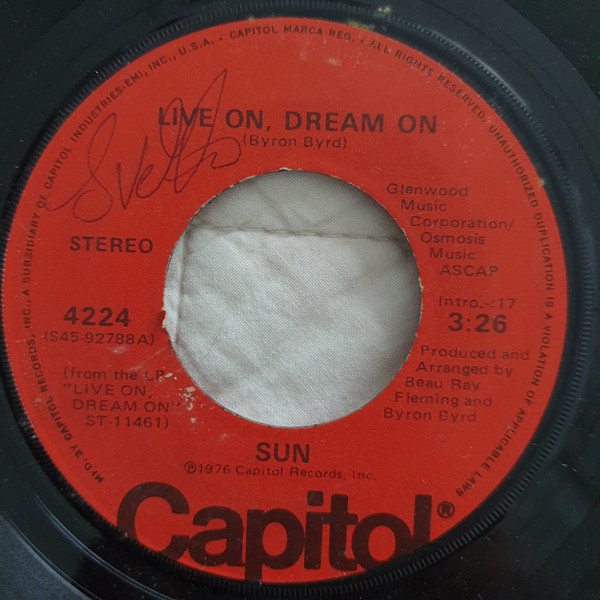 MFD. BY CAPITOL RECORDS, INC., A SUBSIDIARY OF CAPITOL INDUSTRIES-EMI, INC., U.S.A. • CAPITOL MARCA REG. • ALL RIGHTS RESERVED. UNAUTHORIZED DUPLICATION IS A VIOLATION OF APPLICABLE LAWS
LIVE ON, DREAM ON
(Byron Byrd)
STEREO
4224
(S45-92788A)
(from the LP
"LIVE ON,
DREAM ON"
ST-11461)
Glenwood
Music
Corporation/
Osmosis
Music
ASCAP
Intro.-:17
3:26
Produced and
Arranged by
Beau Ray
Fleming and
Byron Byrd
SUN
℗1976 Capitol Records, Inc.
Capitol®